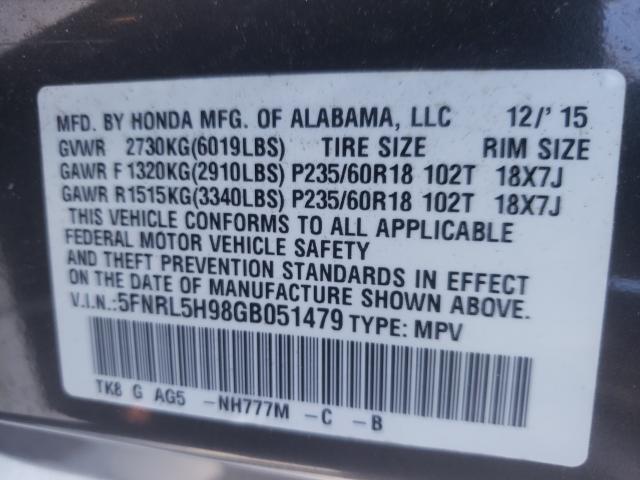 MFD. BY HONDA MFG. OF ALABAMA, LLC 12/'15
GVWR 2730KG(6019LBS) TIRE SIZE RIM SIZE
GAWR F 1320KG(2910LBS) P235/60R18 102T 18X7J
GAWR R1515KG(3340LBS) P235/60R18 102T 18X7J
THIS VEHICLE CONFORMS TO ALL APPLICABLE
FEDERAL MOTOR VEHICLE SAFETY
AND THEFT PREVENTION STANDARDS IN EFFECT
ON THE DATE OF MANUFACTURE SHOWN ABOVE.
V.I.N.:5FNRL5H98GB051479 TYPE: MPV
TK8 G AG5 -NH777M -C -B